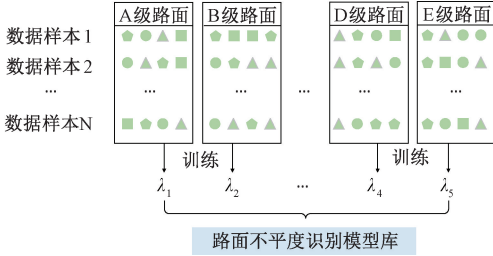 A级路面 B级路面 D级路面 E级路面
数据样本1
数据样本2
... ... ...
...
数据样本N
训练 训练
λ1 λ2 ... λ4 λ5
路面不平度识别模型库